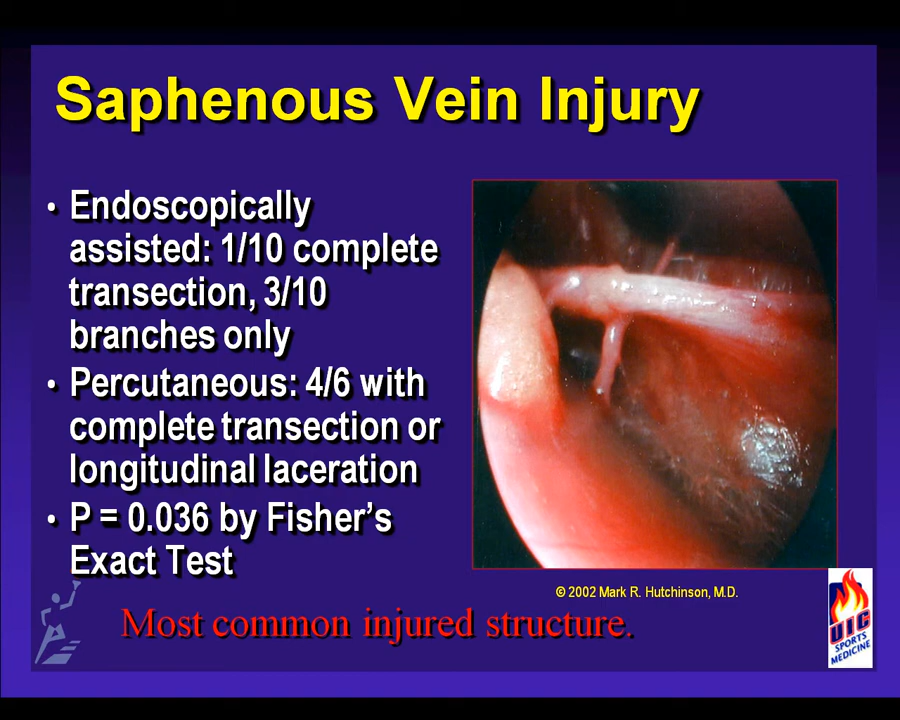 Saphenous Vein Injury
• Endoscopically
assisted: 1/10 complete
transection, 3/10
branches only
• Percutaneous: 4/6 with
complete transection or
longitudinal laceration
• P = 0.036 by Fisher’s
Exact Test
© 2002 Mark R. Hutchinson, M.D.
Most common injured structure.
UIC
SPORTS
MEDICINE